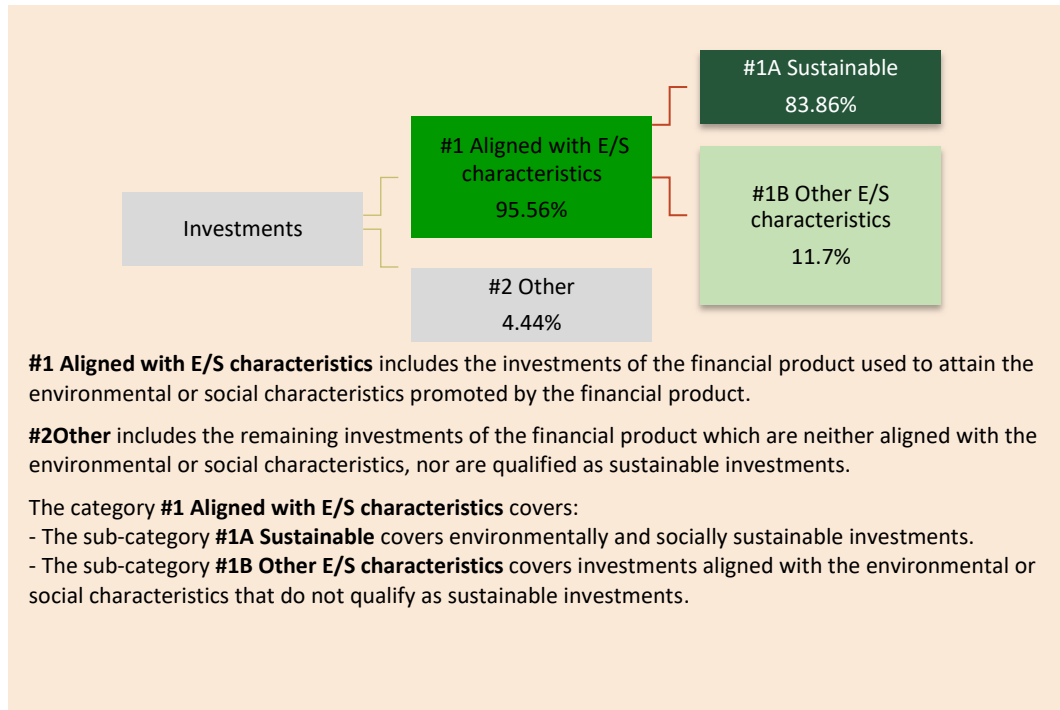 #1A Sustainable
83.86%
#1 Aligned with E/S
characteristics
95.56%
#1B Other E/S
characteristics
11.7%
Investments
#2 Other
4.44%
#1 Aligned with E/S characteristics includes the investments of the financial product used to attain the
environmental or social characteristics promoted by the financial product.
#2Other includes the remaining investments of the financial product which are neither aligned with the
environmental or social characteristics, nor are qualified as sustainable investments.
The category #1 Aligned with E/S characteristics covers:
- The sub-category #1A Sustainable covers environmentally and socially sustainable investments.
- The sub-category #1B Other E/S characteristics covers investments aligned with the environmental or
social characteristics that do not qualify as sustainable investments.